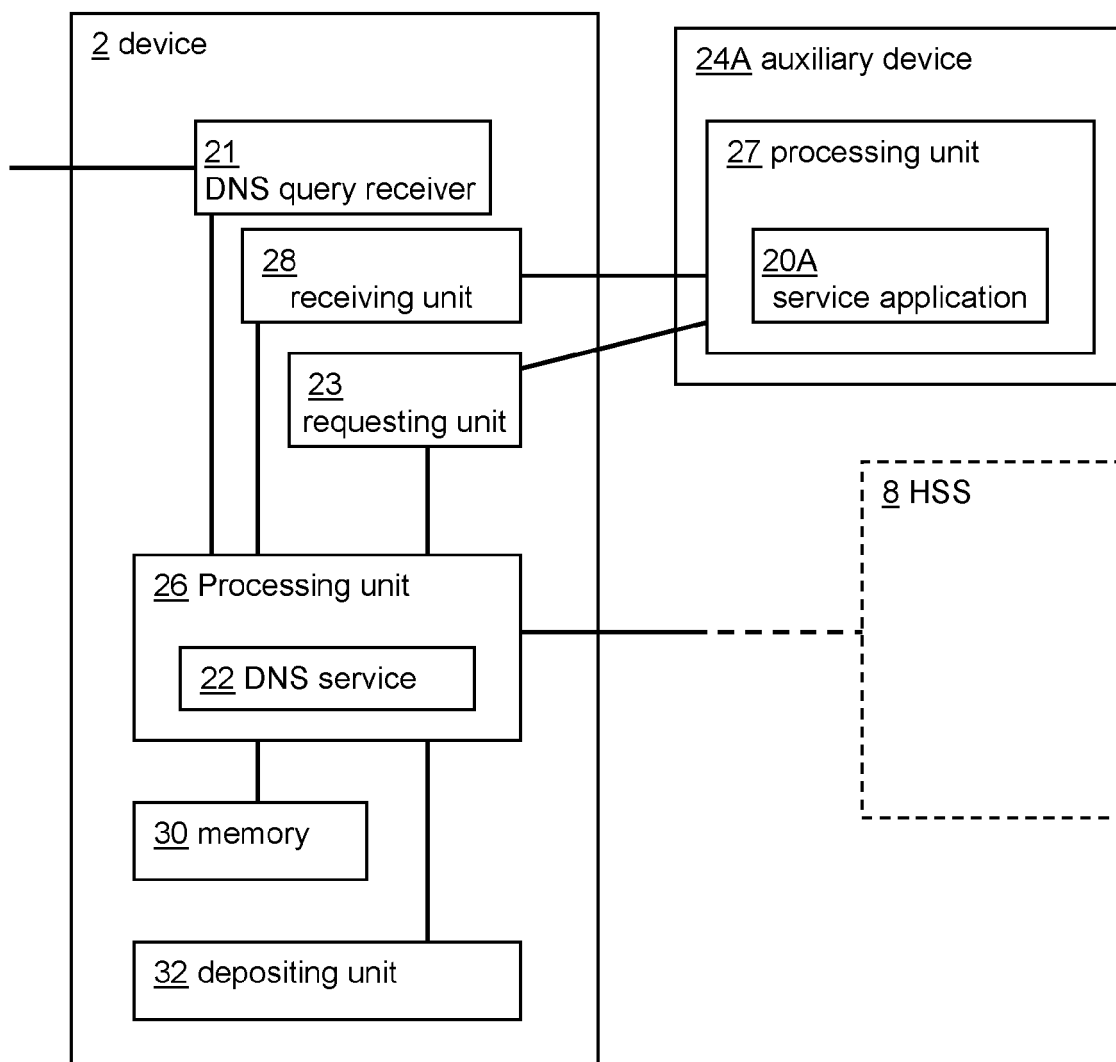 2 device
21
DNS query receiver
28
receiving unit
23
requesting unit
26 Processing unit
22 DNS service
30 memory
32 depositing unit
24A auxiliary device
27 processing unit
20A
service application
8 HSS